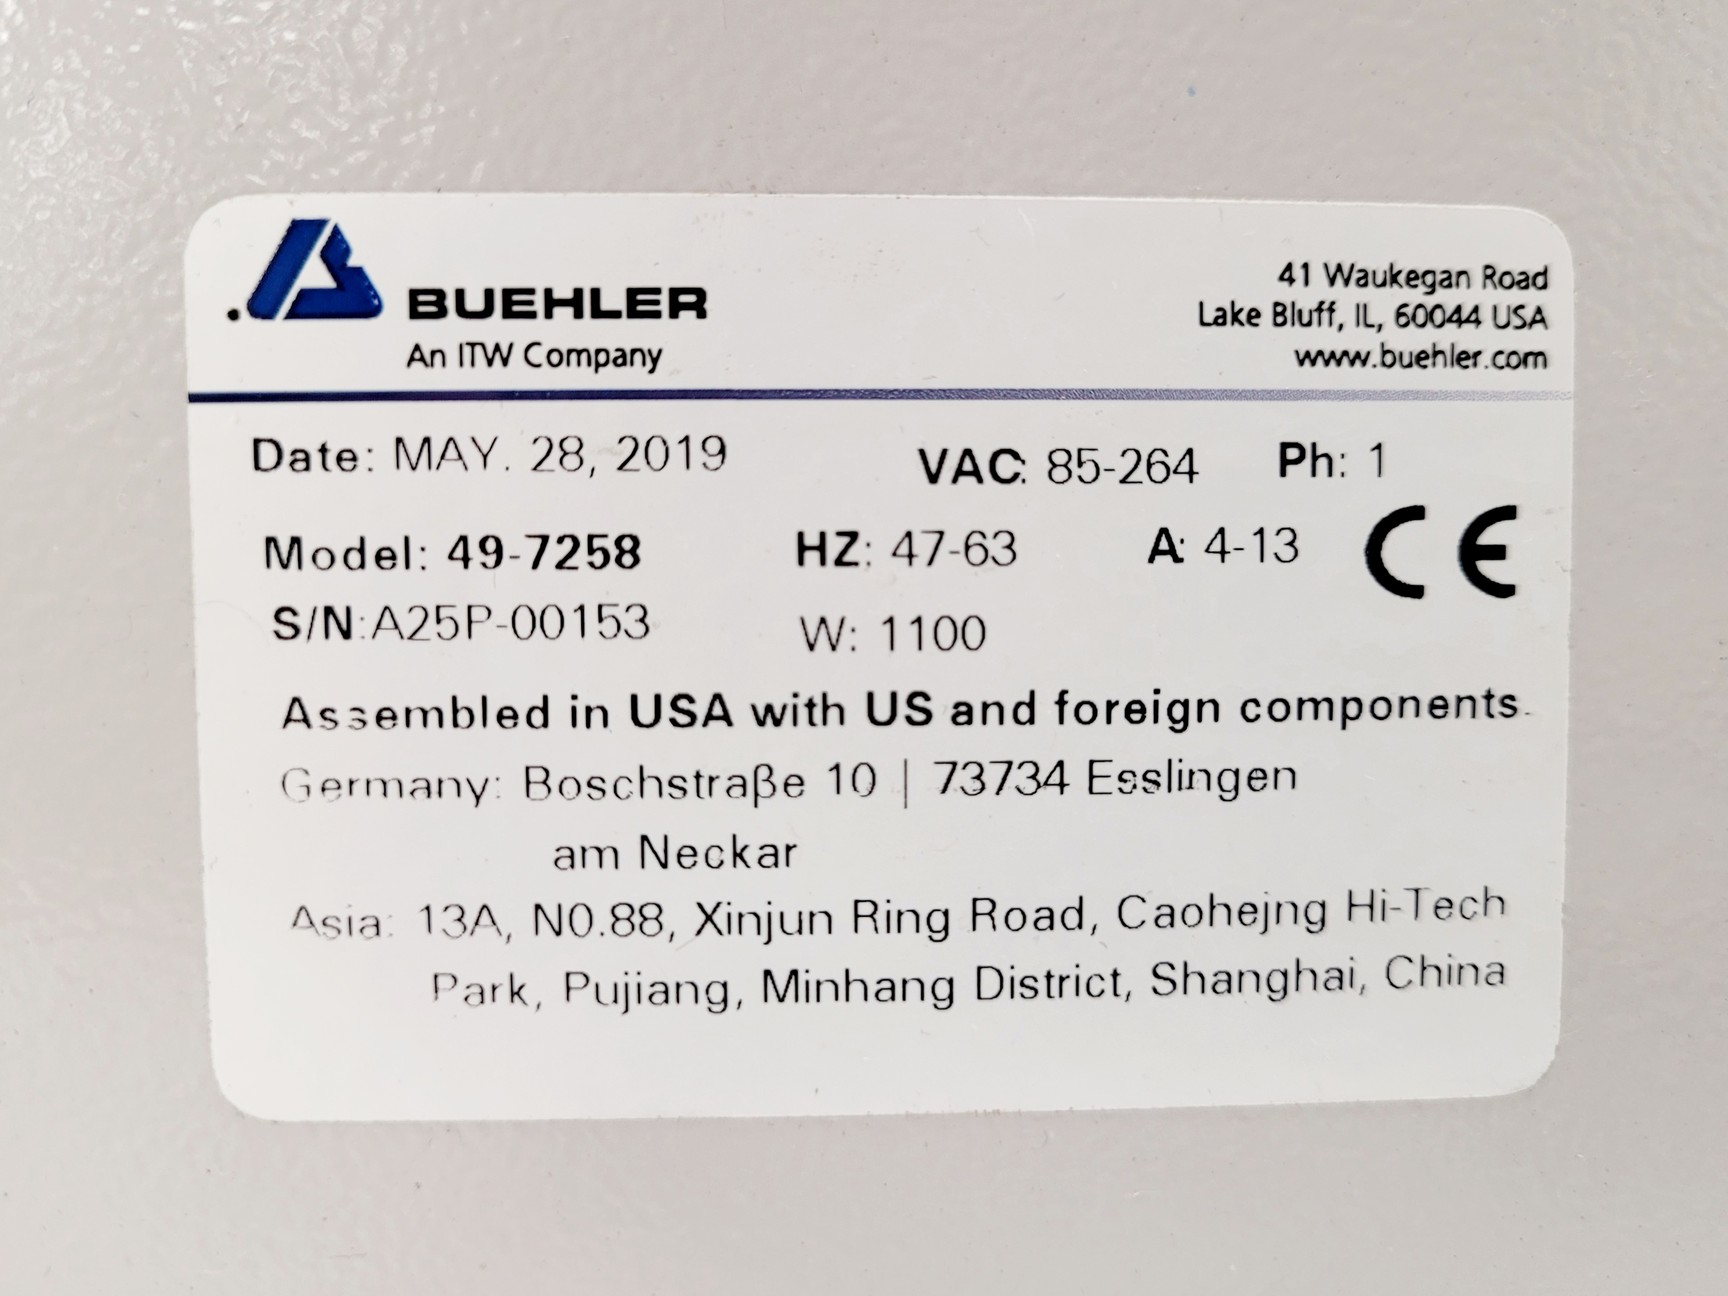 BUEHLER
An ITW Company
41 Waukegan Road
Lake Bluff, IL, 60044 USA
www.buehler.com
Date: MAY. 28, 2019 VAC: 85-264 Ph: 1
Model: 49-7258 HZ: 47-63 A: 4-13 CE
S/N:A25P-00153 W: 1100
Assembled in USA with US and foreign components.
Germany: Boschstraße 10 | 73734 Esslingen
am Neckar
Asia: 13A, NO.88, Xinjun Ring Road, Caohejng Hi-Tech
Park, Pujiang, Minhang District, Shanghai, China